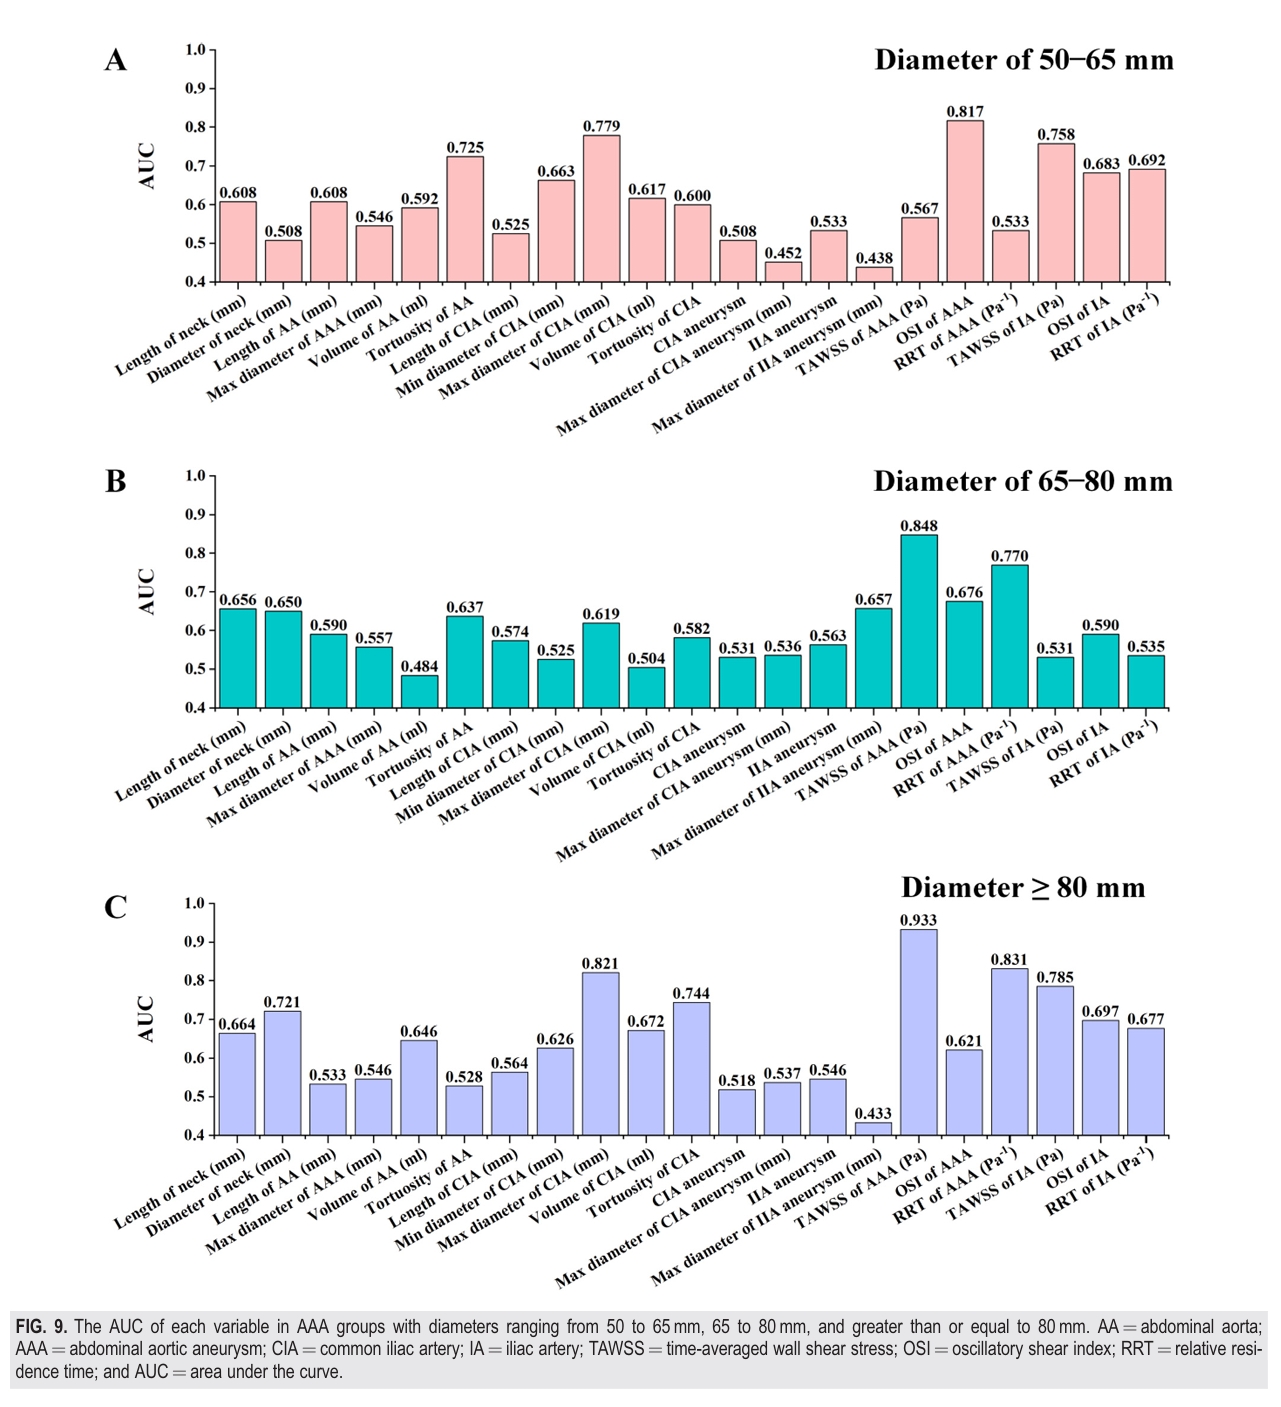 A
Diameter of 50–65 mm
AUC
1.0
0.9
0.8
0.7
0.6
0.5
0.4
0.608
0.508
0.608
0.546
0.592
0.725
0.525
0.663
0.779
0.617
0.600
0.508
0.452
0.533
0.438
0.567
0.817
0.533
0.758
0.683
0.692
Length of neck (mm)
Diameter of neck (mm)
Length of AA (mm)
Max diameter of AAA (mm)
Volume of AA (ml)
Tortuosity of AA
Length of CIA (mm)
Min diameter of CIA (mm)
Max diameter of CIA (mm)
Volume of CIA (ml)
Tortuosity of CIA
CIA aneurysm
Max diameter of CIA aneurysm (mm)
IIA aneurysm
Max diameter of IIA aneurysm (mm)
TAWSS of AAA (Pa)
OSI of AAA
RRT of AAA (Pa⁻¹)
TAWSS of IA (Pa)
OSI of IA
RRT of IA (Pa⁻¹)
B
Diameter of 65–80 mm
AUC
1.0
0.9
0.8
0.7
0.6
0.5
0.4
0.656
0.650
0.590
0.557
0.484
0.637
0.574
0.525
0.619
0.504
0.582
0.531
0.536
0.563
0.657
0.848
0.676
0.770
0.531
0.590
0.535
Length of neck (mm)
Diameter of neck (mm)
Length of AA (mm)
Max diameter of AAA (mm)
Volume of AA (ml)
Tortuosity of AA
Length of CIA (mm)
Min diameter of CIA (mm)
Max diameter of CIA (mm)
Volume of CIA (ml)
Tortuosity of CIA
CIA aneurysm
Max diameter of CIA aneurysm (mm)
IIA aneurysm
Max diameter of IIA aneurysm (mm)
TAWSS of AAA (Pa)
OSI of AAA
RRT of AAA (Pa⁻¹)
TAWSS of IA (Pa)
OSI of IA
RRT of IA (Pa⁻¹)
C
Diameter ≥ 80 mm
AUC
1.0
0.9
0.8
0.7
0.6
0.5
0.4
0.664
0.721
0.533
0.546
0.646
0.528
0.564
0.626
0.821
0.672
0.744
0.518
0.537
0.546
0.433
0.933
0.621
0.831
0.785
0.697
0.677
Length of neck (mm)
Diameter of neck (mm)
Length of AA (mm)
Max diameter of AAA (mm)
Volume of AA (ml)
Tortuosity of AA
Length of CIA (mm)
Min diameter of CIA (mm)
Max diameter of CIA (mm)
Volume of CIA (ml)
Tortuosity of CIA
CIA aneurysm
Max diameter of CIA aneurysm (mm)
IIA aneurysm
Max diameter of IIA aneurysm (mm)
TAWSS of AAA (Pa)
OSI of AAA
RRT of AAA (Pa⁻¹)
TAWSS of IA (Pa)
OSI of IA
RRT of IA (Pa⁻¹)
FIG. 9. The AUC of each variable in AAA groups with diameters ranging from 50 to 65 mm, 65 to 80 mm, and greater than or equal to 80 mm. AA = abdominal aorta;
AAA = abdominal aortic aneurysm; CIA = common iliac artery; IA = iliac artery; TAWSS = time-averaged wall shear stress; OSI = oscillatory shear index; RRT = relative resi-
dence time; and AUC = area under the curve.